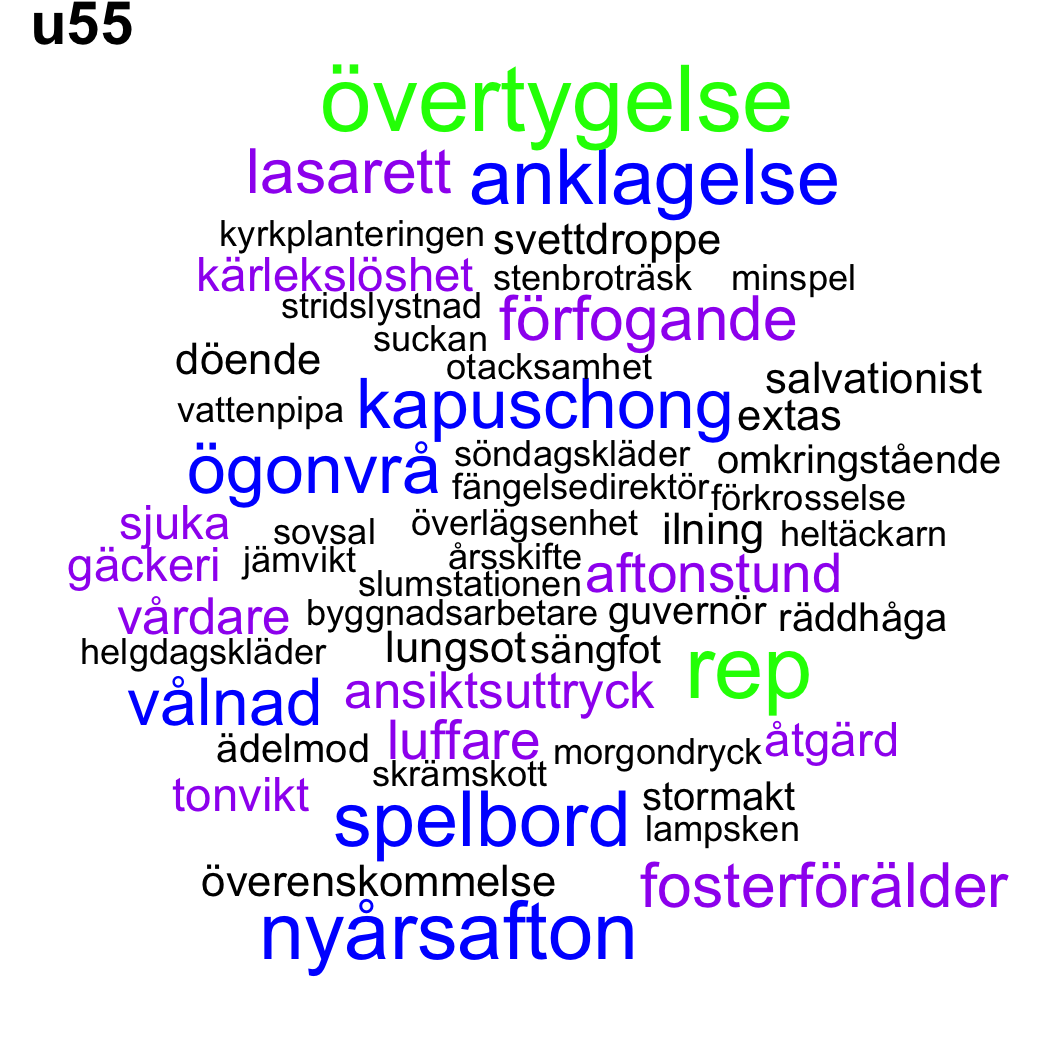 u55
övertygelse
lasarett anklagelse
kyrkplanteringen svettdroppe
kärlekslöshet stenbroträsk minspel
stridslystnad förfogande
suckan
döende otacksamhet salvationist
vattenpipa kapuschong extas
ögonvrå söndagskläder omkringstående
fängelsedirektör förkrosselse
sjuka sovsal överlägsenhet ilning heltäckarn
gäckeri jämvikt årsskifte aftonstund
slumstationen
vårdare byggnadsarbetare guvernör räddhåga
helgdagskläder lungsot sängfot rep
vålnad ansiktsuttryck
ädelmod luffare morgondryck åtgärd
skrämskott
tonvikt spelbord stormakt
lampsken
överenskommelse fosterförälder
nyårsafton